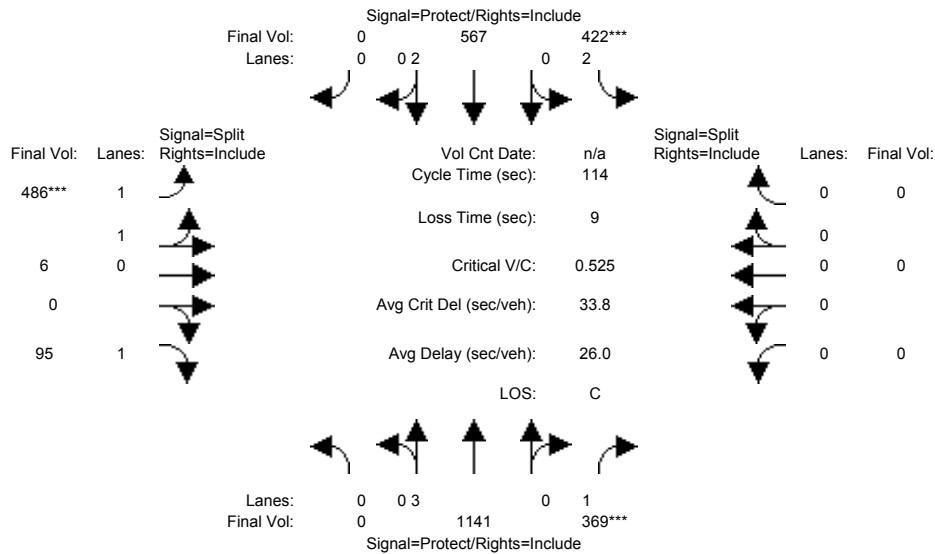 Signal=Protect/Rights=Include
Final Vol: 0 567 422***
Lanes: 0 0 2 0 2
Signal=Split
Rights=Include
Final Vol: Lanes:
Vol Cnt Date: n/a
Signal=Split
Rights=Include
Lanes: Final Vol:
Cycle Time (sec): 114
486*** 1
0 0
Loss Time (sec): 9
1
0
6 0
Critical V/C: 0.525
0 0
0
Avg Crit Del (sec/veh): 33.8
0
95 1
Avg Delay (sec/veh): 26.0
0 0
LOS: C
Lanes: 0 0 3 0 1
Final Vol: 0 1141 369***
Signal=Protect/Rights=Include